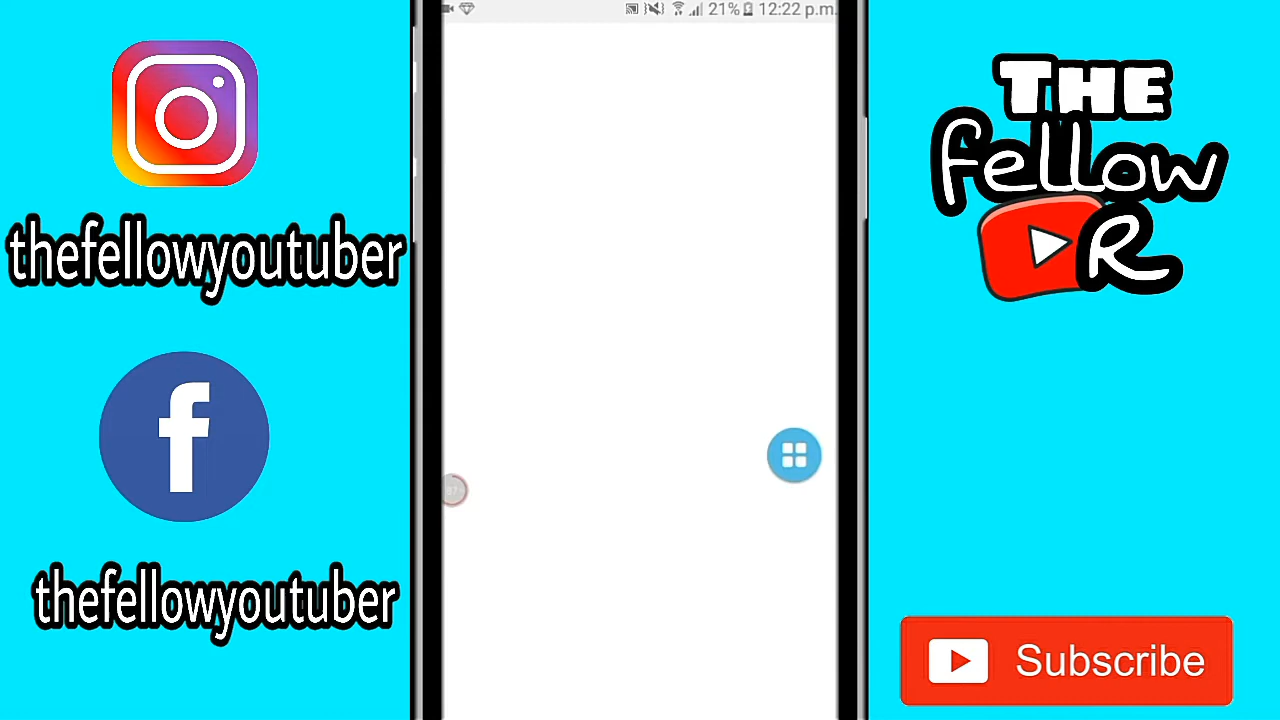 21% 12:22 p.m.
thefellowyoutuber
thefellowyoutuber
THE
fellow
R
Subscribe